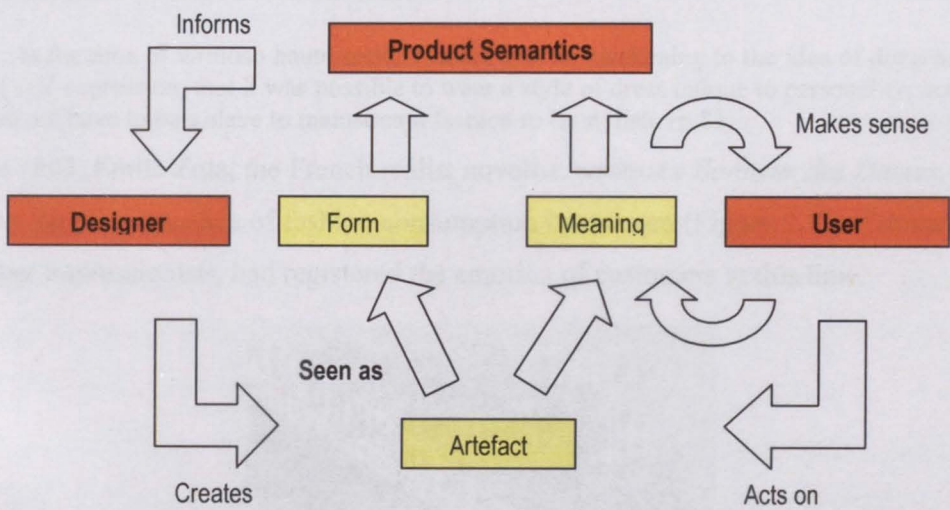 Informs
Product Semantics
Makes sense
Designer
Form
Meaning
User
Seen as
Artefact
Creates
Acts on